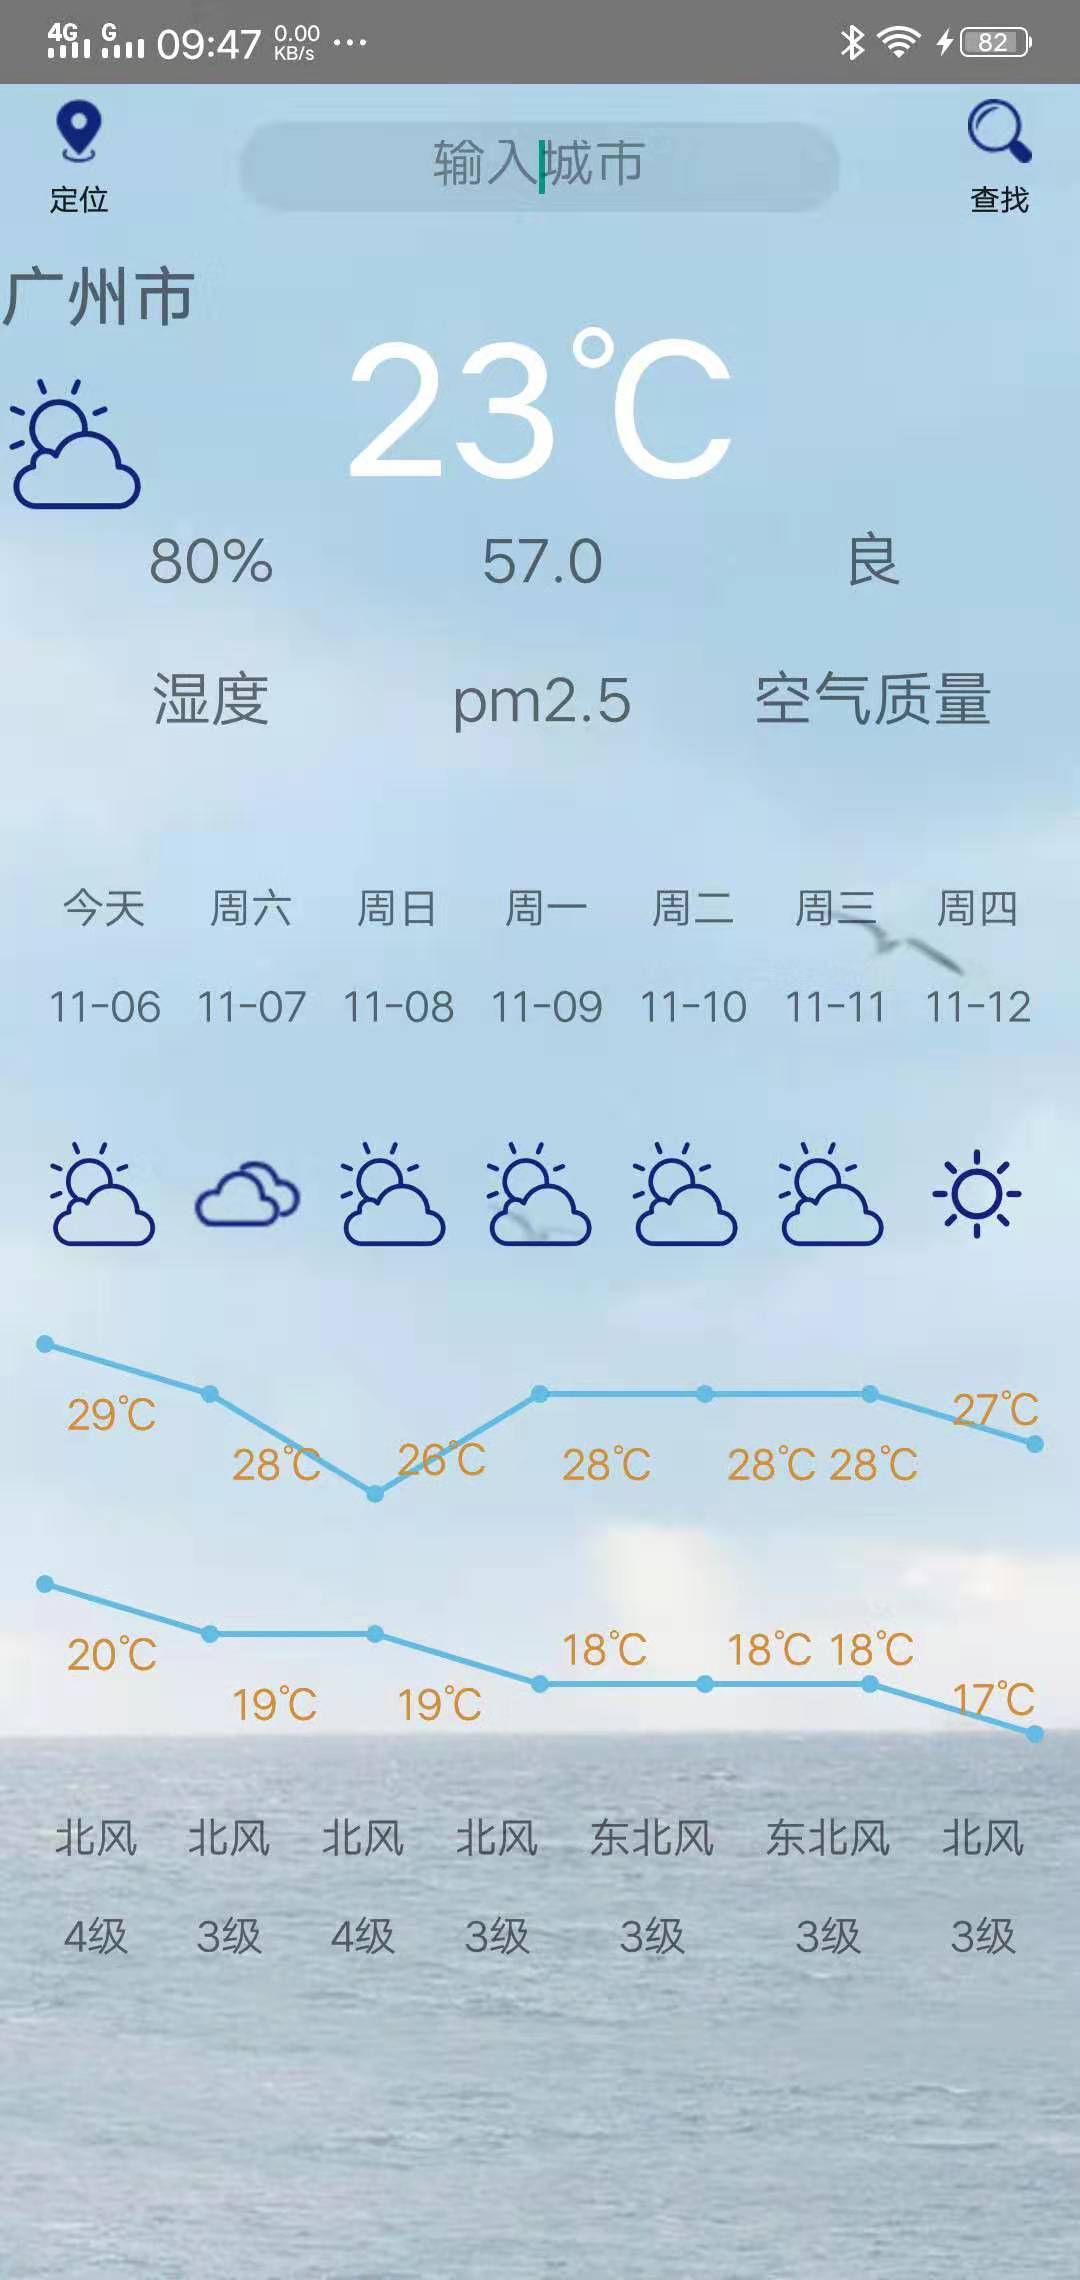 4G G 09:47 0.00 KB/s ... 82
输入城市
定位 查找
广州市
23℃
80% 57.0 良
湿度 pm2.5 空气质量
今天 周六 周日 周一 周二 周三 周四
11-06 11-07 11-08 11-09 11-10 11-11 11-12
29℃ 28℃ 26℃ 28℃ 28℃ 28℃ 27℃
20℃ 19℃ 19℃ 18℃ 18℃ 18℃ 17℃
北风 北风 北风 北风 东北风 东北风 北风
4级 3级 4级 3级 3级 3级 3级